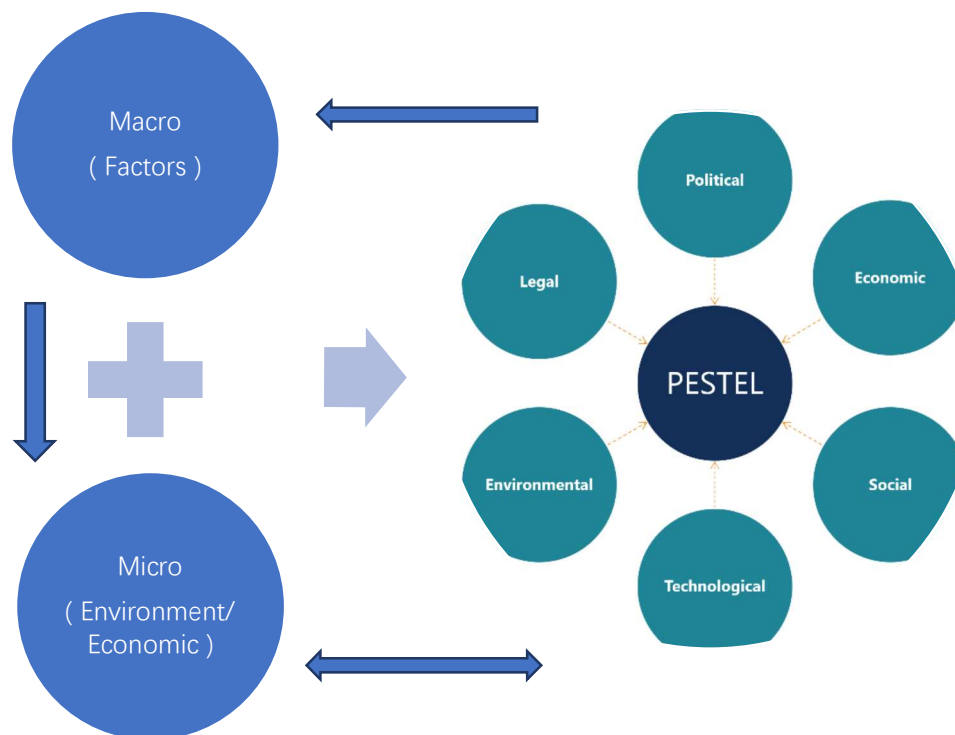 Macro
( Factors )
Political
Legal
Economic
PESTEL
Environmental
Social
Technological
Micro
( Environment/
Economic )